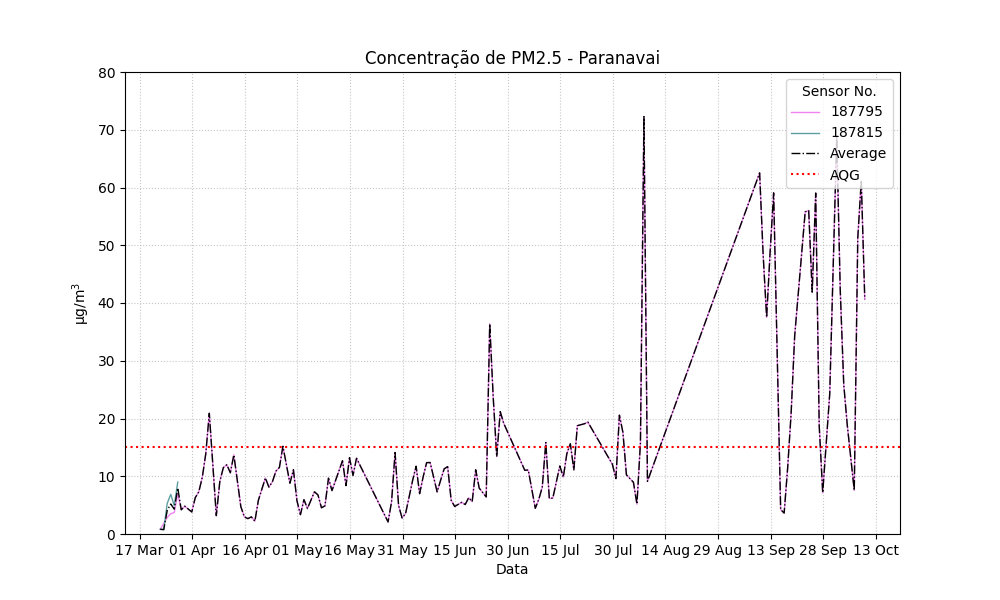 Concentração de PM2.5 - Paranavai
80
70
60
50
40
30
20
10
0
µg/m³
17 Mar 01 Apr 16 Apr 01 May 16 May 31 May 15 Jun 30 Jun 15 Jul 30 Jul 14 Aug 29 Aug 13 Sep 28 Sep 13 Oct
Data
Sensor No.
187795
187815
Average
AQG